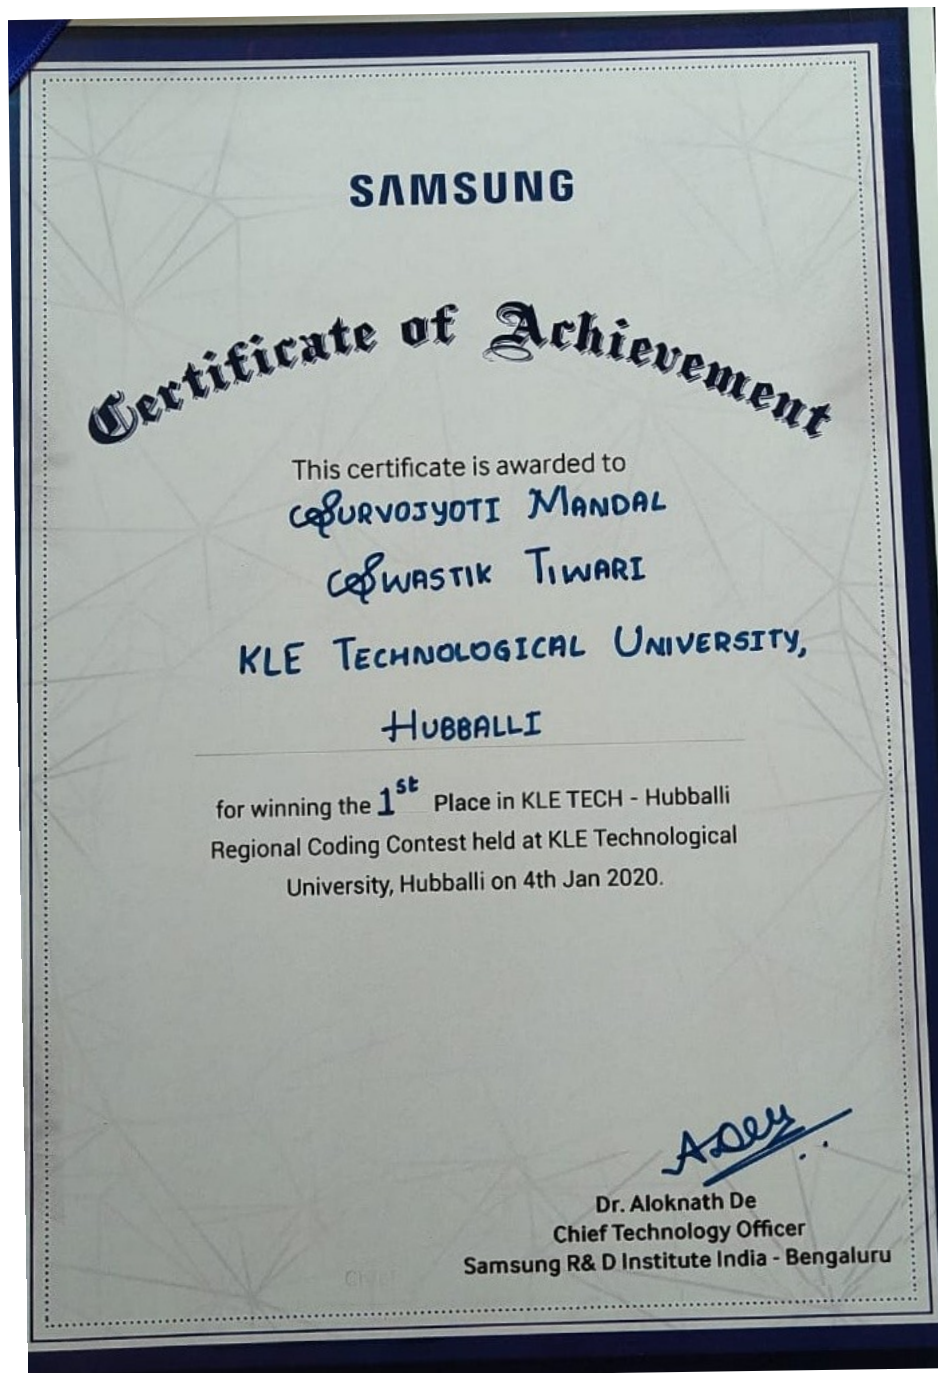 SAMSUNG
Certificate of Achievement
This certificate is awarded to
SURVOJYOTI MANDAL
SWASTIK TIWARI
KLE TECHNOLOGICAL UNIVERSITY,
HUBBALLI
for winning the 1st Place in KLE TECH - Hubballi
Regional Coding Contest held at KLE Technological
University, Hubballi on 4th Jan 2020.
ADey
Dr. Aloknath De
Chief Technology Officer
Samsung R& D Institute India - Bengaluru
Chief